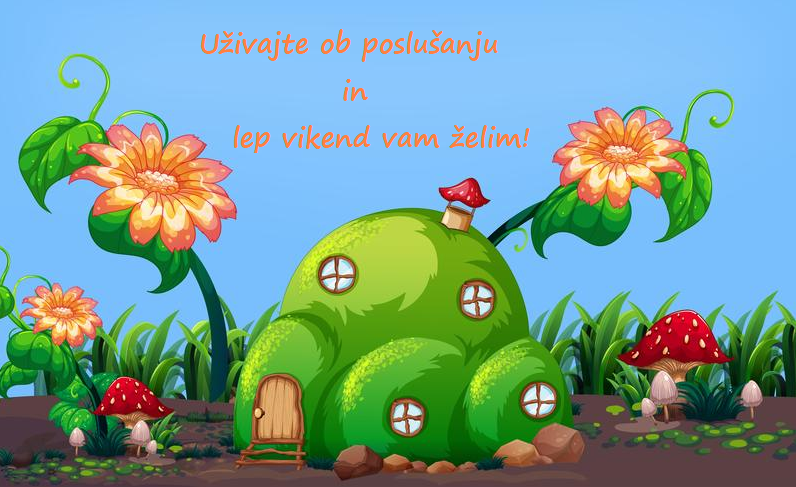 Uživajte ob poslušanju
in
lep vikend vam želim!